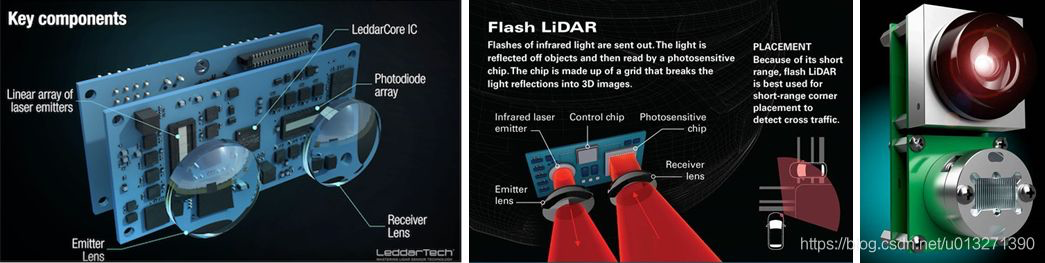 Key components
LeddarCore IC
Photodiode
array
Linear array of
laser emitters
Receiver
Lens
Emitter
Lens
LeddarTech
MASTERING LIDAR SENSOR TECHNOLOGY
Flash LiDAR
Flashes of infrared light are sent out. The light is
reflected off objects and then read by a photosensitive
chip. The chip is made up of a grid that breaks the
light reflections into 3D images.
Infrared laser
emitter
Control chip
Photosensitive
chip
Receiver
lens
Emitter
lens
PLACEMENT
Because of its short
range, flash LiDAR
is best used for
short-range corner
placement to
detect cross traffic.
https://blog.csdn.net/u013271390